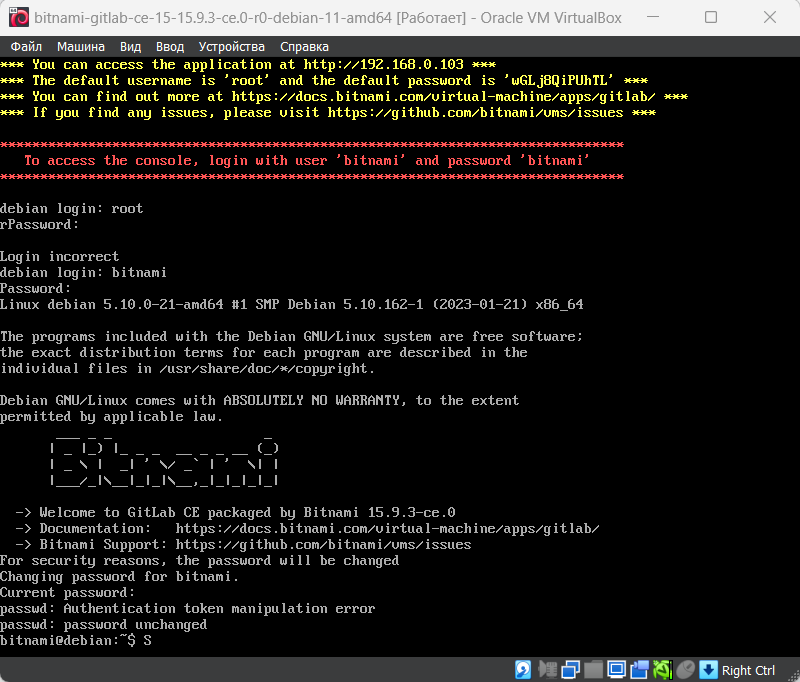 bitnami-gitlab-ce-15-15.9.3-ce.0-r0-debian-11-amd64 [Работает] - Oracle VM VirtualBox
Файл Машина Вид Ввод Устройства Справка
*** You can access the application at http://192.168.0.103 ***
*** The default username is 'root' and the default password is 'wGLj8QiPUhTL' ***
*** You can find out more at https://docs.bitnami.com/virtual-machine/apps/gitlab/ ***
*** If you find any issues, please visit https://github.com/bitnami/vms/issues ***
******************************************************************************
To access the console, login with user 'bitnami' and password 'bitnami'
******************************************************************************
debian login: root
rPassword:
Login incorrect
debian login: bitnami
Password:
Linux debian 5.10.0-21-amd64 #1 SMP Debian 5.10.162-1 (2023-01-21) x86_64
The programs included with the Debian GNU/Linux system are free software;
the exact distribution terms for each program are described in the
individual files in /usr/share/doc/*/copyright.
Debian GNU/Linux comes with ABSOLUTELY NO WARRANTY, to the extent
permitted by applicable law.
Bitnami
-> Welcome to GitLab CE packaged by Bitnami 15.9.3-ce.0
-> Documentation: https://docs.bitnami.com/virtual-machine/apps/gitlab/
-> Bitnami Support: https://github.com/bitnami/vms/issues
For security reasons, the password will be changed
Changing password for bitnami.
Current password:
passwd: Authentication token manipulation error
passwd: password unchanged
bitnami@debian:~$ S
Right Ctrl